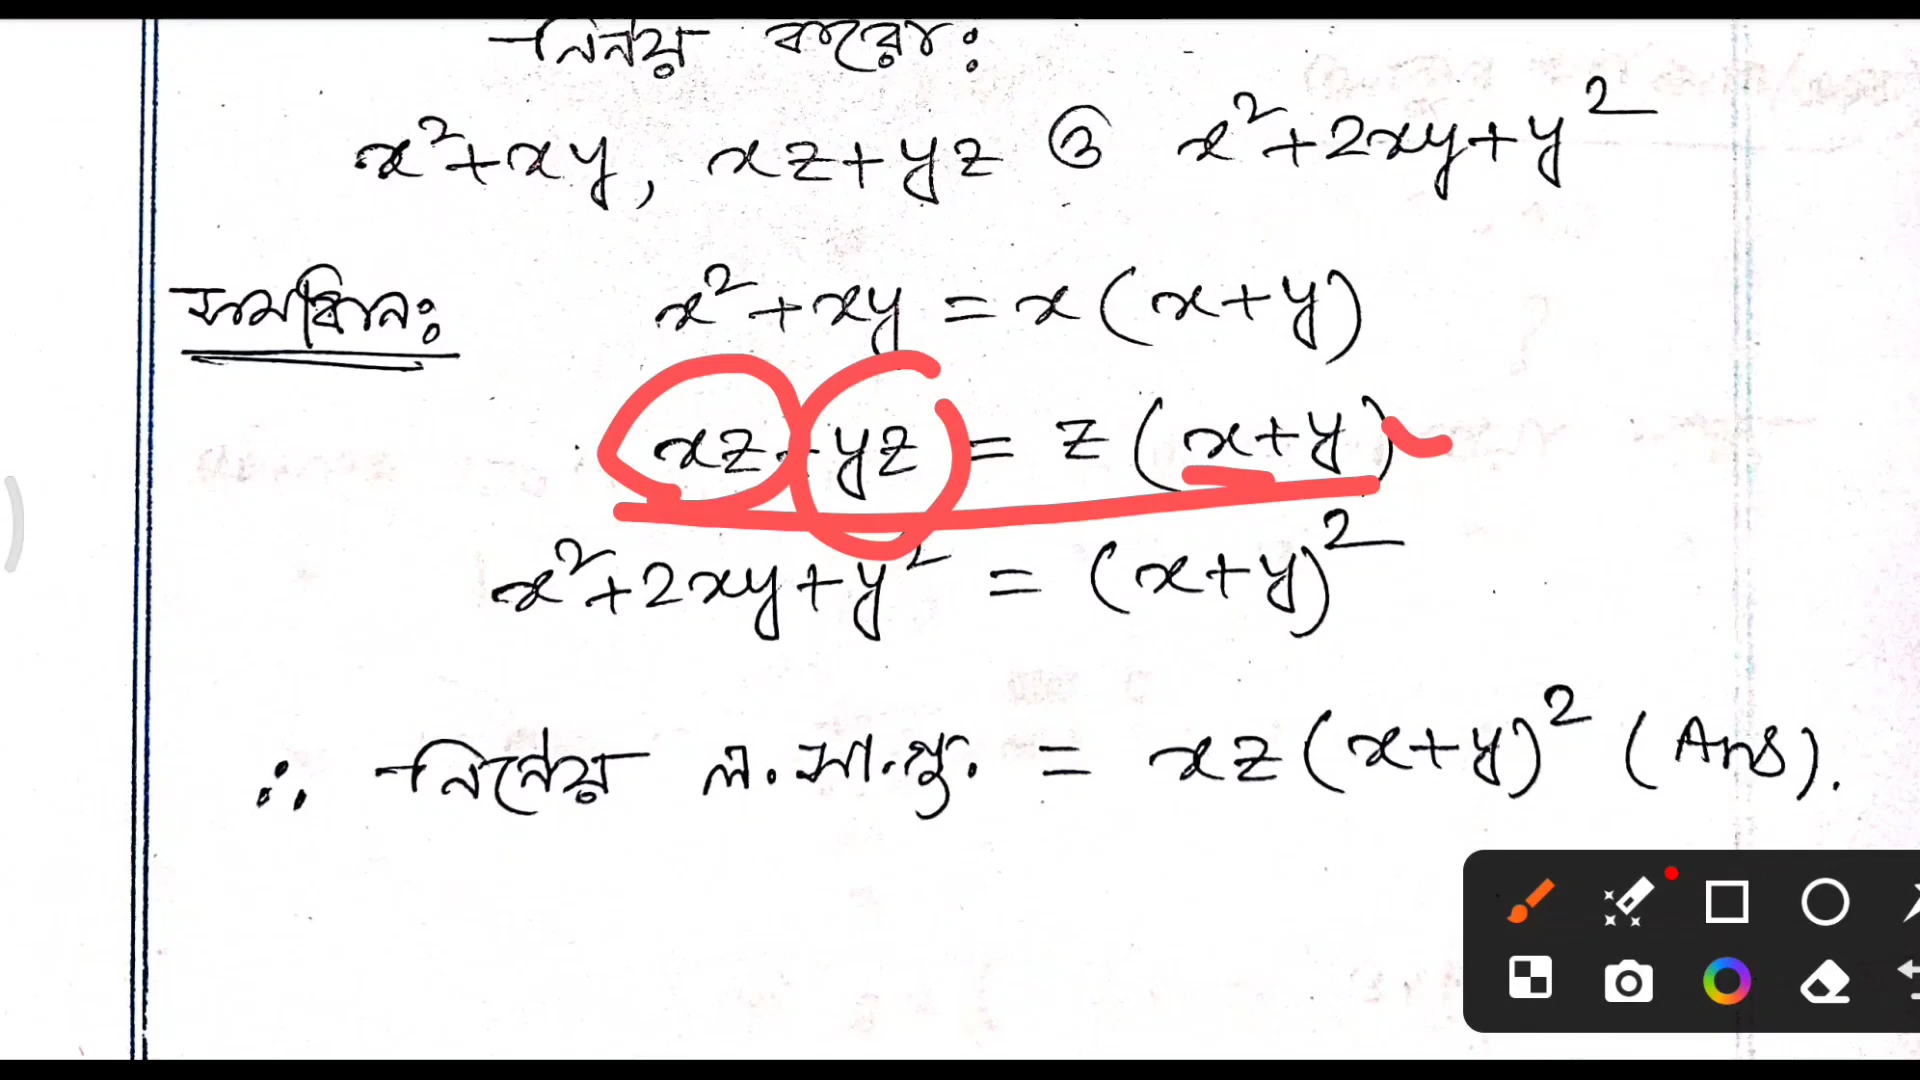 নির্ণয় করো:
x²+xy, xz+yz ও x²+2xy+y²
সমাধান: x²+xy = x(x+y)
xz+yz = z(x+y)
x²+2xy+y² = (x+y)²
∴ নির্ণেয় ল.সা.গু. = xz(x+y)² (Ans).